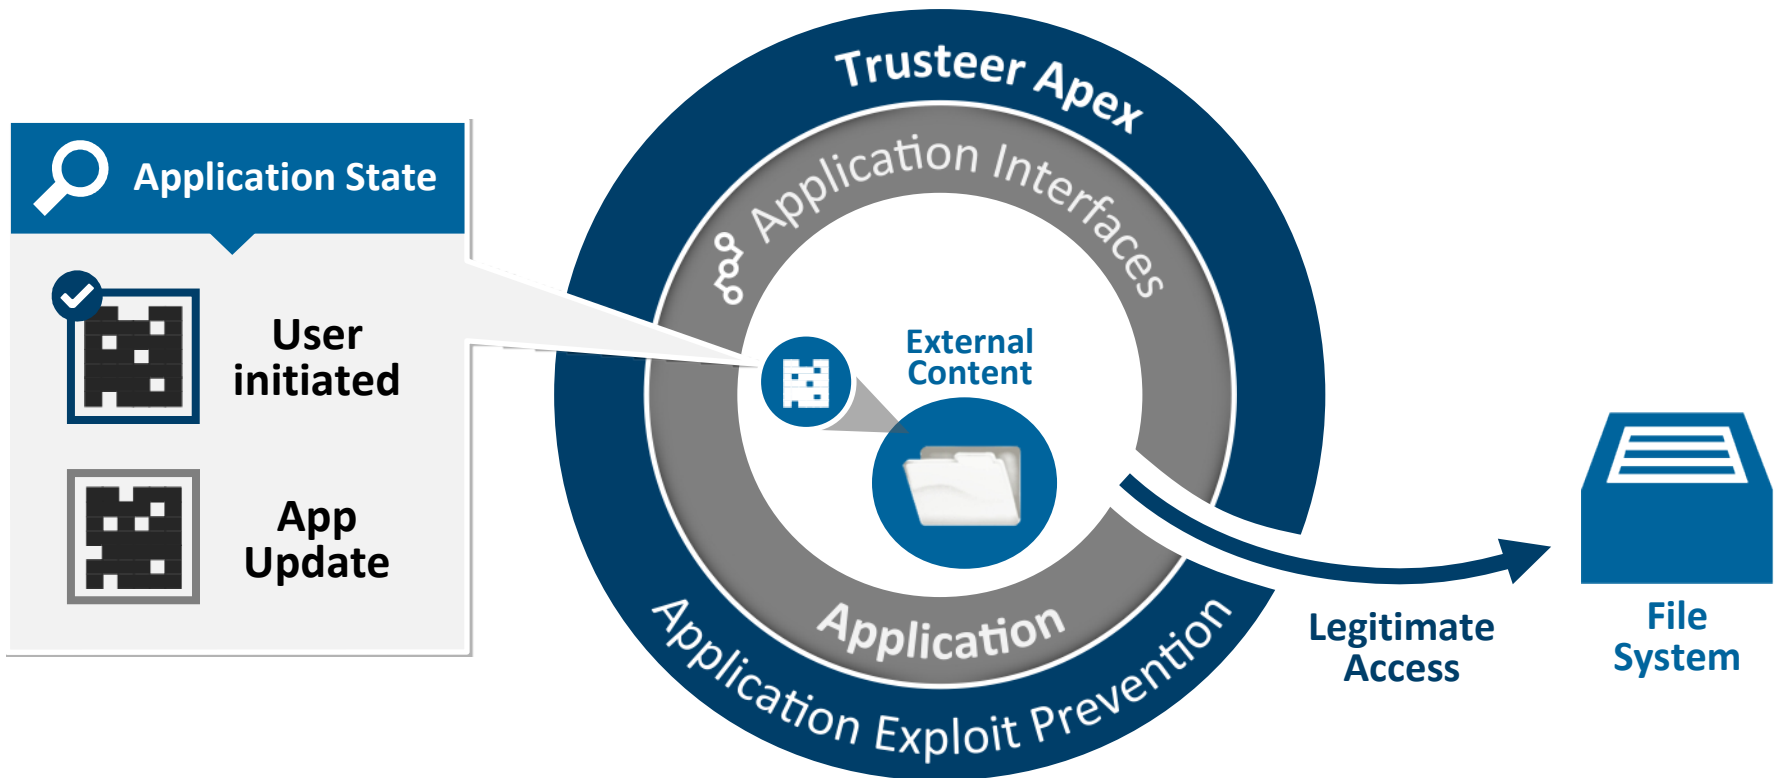 Trusteer Apex
Application Interfaces
Application State
User
initiated
App
Update
External
Content
Application
Application Exploit Prevention
Legitimate
Access
File
System